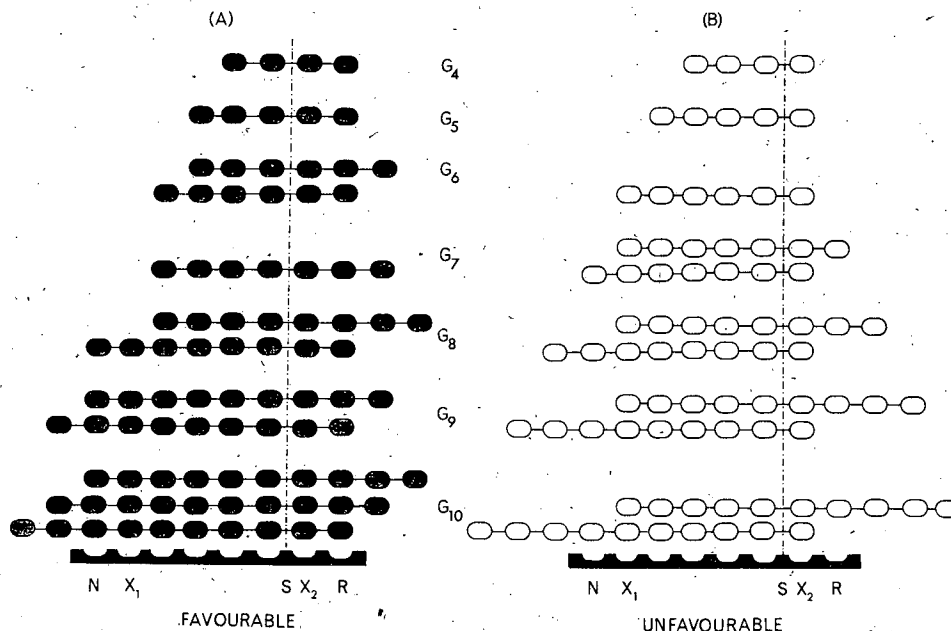 (A) (B)
G4
G5
G6
G7
G8
G9
G10
N X1 S X2 R N X1 S X2 R
FAVOURABLE UNFAVOURABLE